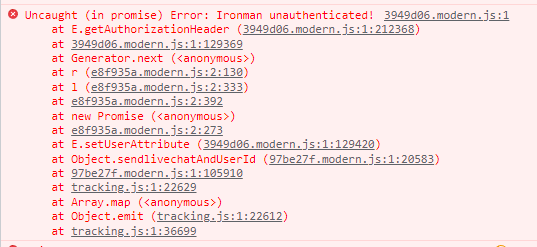 Uncaught (in promise) Error: Ironman unauthenticated! 3949d06.modern.js:1
at E.getAuthorizationHeader (3949d06.modern.js:1:212368)
at 3949d06.modern.js:1:129369
at Generator.next (<anonymous>)
at r (e8f935a.modern.js:2:130)
at l (e8f935a.modern.js:2:333)
at e8f935a.modern.js:2:392
at new Promise (<anonymous>)
at e8f935a.modern.js:2:273
at E.setUserAttribute (3949d06.modern.js:1:129420)
at Object.sendlivechatAndUserId (97be27f.modern.js:1:20583)
at 97be27f.modern.js:1:105910
at tracking.js:1:22629
at Array.map (<anonymous>)
at Object.emit (tracking.js:1:22612)
at tracking.js:1:36699